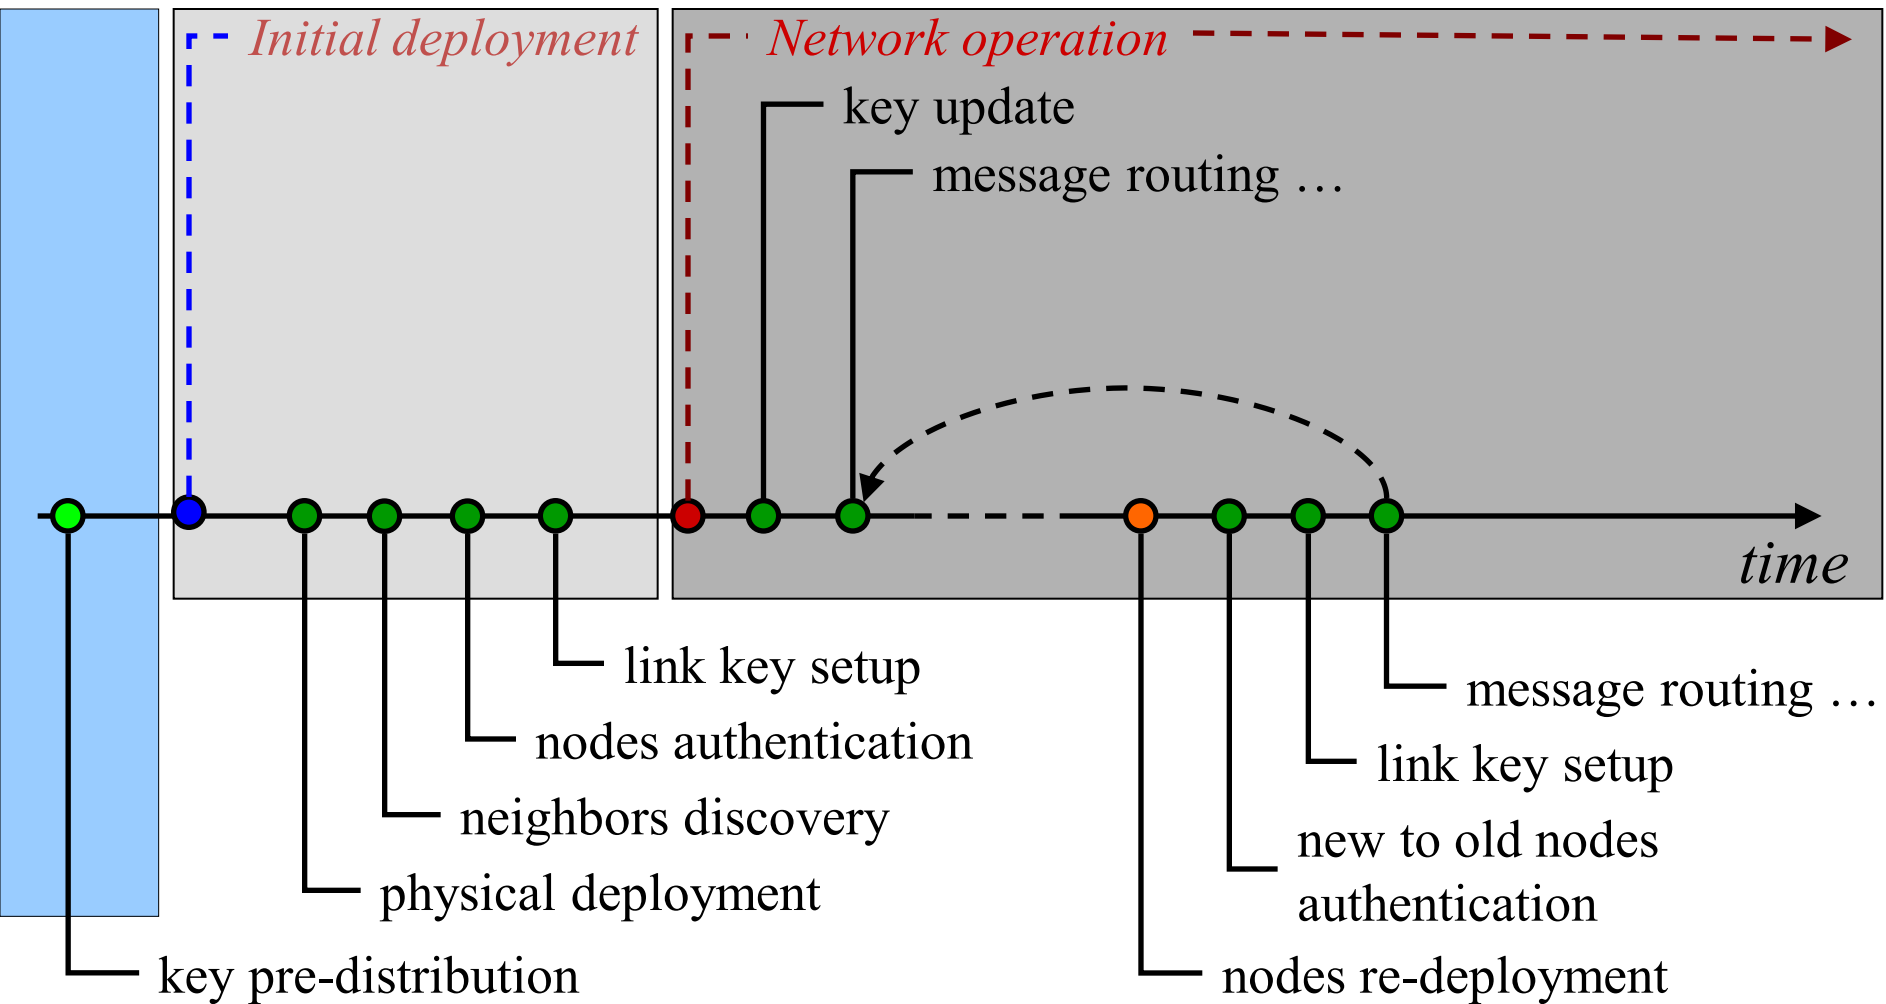 Initial deployment
Network operation
key update
message routing …
time
link key setup
nodes authentication
neighbors discovery
physical deployment
key pre-distribution
message routing …
link key setup
new to old nodes
authentication
nodes re-deployment